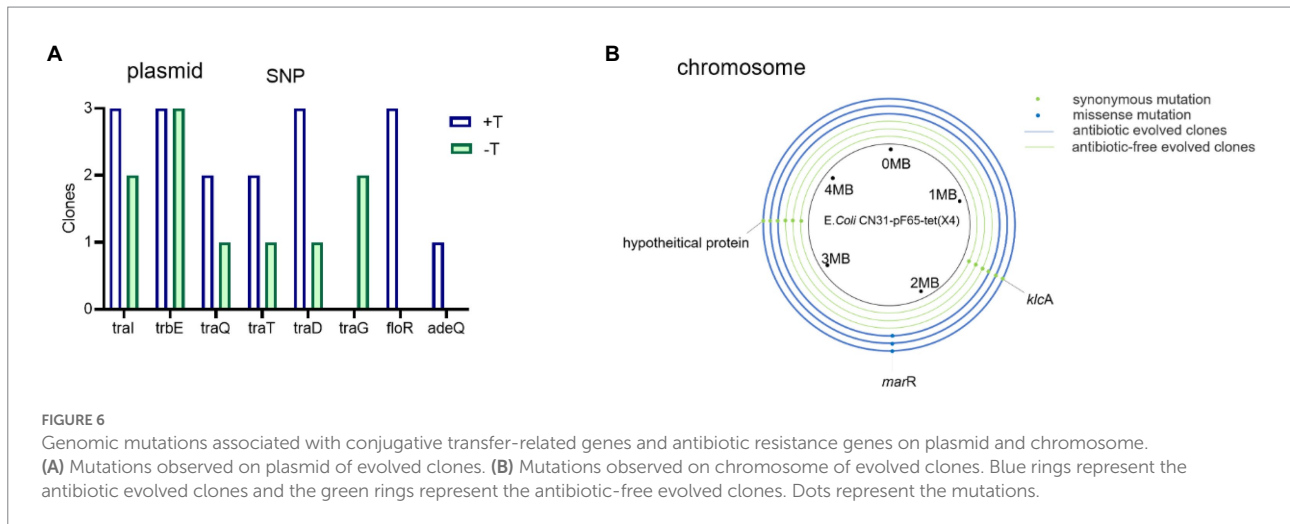 A
plasmid
SNP
Clones
3
2
1
0
traI
trbE
traQ
traT
traD
traG
floR
adeQ
+T
-T
B
chromosome
synonymous mutation
missense mutation
antibiotic evolved clones
antibiotic-free evolved clones
0MB
1MB
2MB
3MB
4MB
E.Coli CN31-pF65-tet(X4)
hypotheitical protein
klcA
marR
FIGURE 6
Genomic mutations associated with conjugative transfer-related genes and antibiotic resistance genes on plasmid and chromosome.
(A) Mutations observed on plasmid of evolved clones. (B) Mutations observed on chromosome of evolved clones. Blue rings represent the
antibiotic evolved clones and the green rings represent the antibiotic-free evolved clones. Dots represent the mutations.